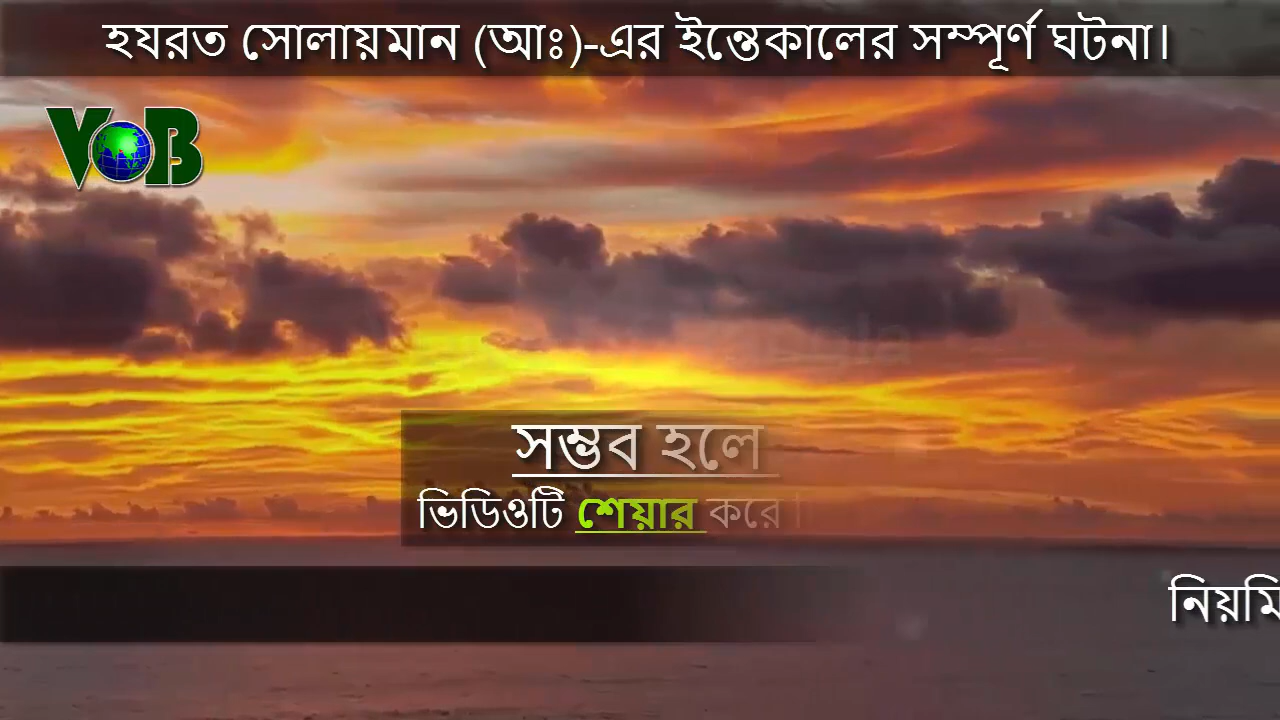 হযরত সোলায়মান (আঃ)-এর ইন্তেকালের সম্পূর্ণ ঘটনা।
VOB
সম্ভব হলে
ভিডিওটি শেয়ার করে